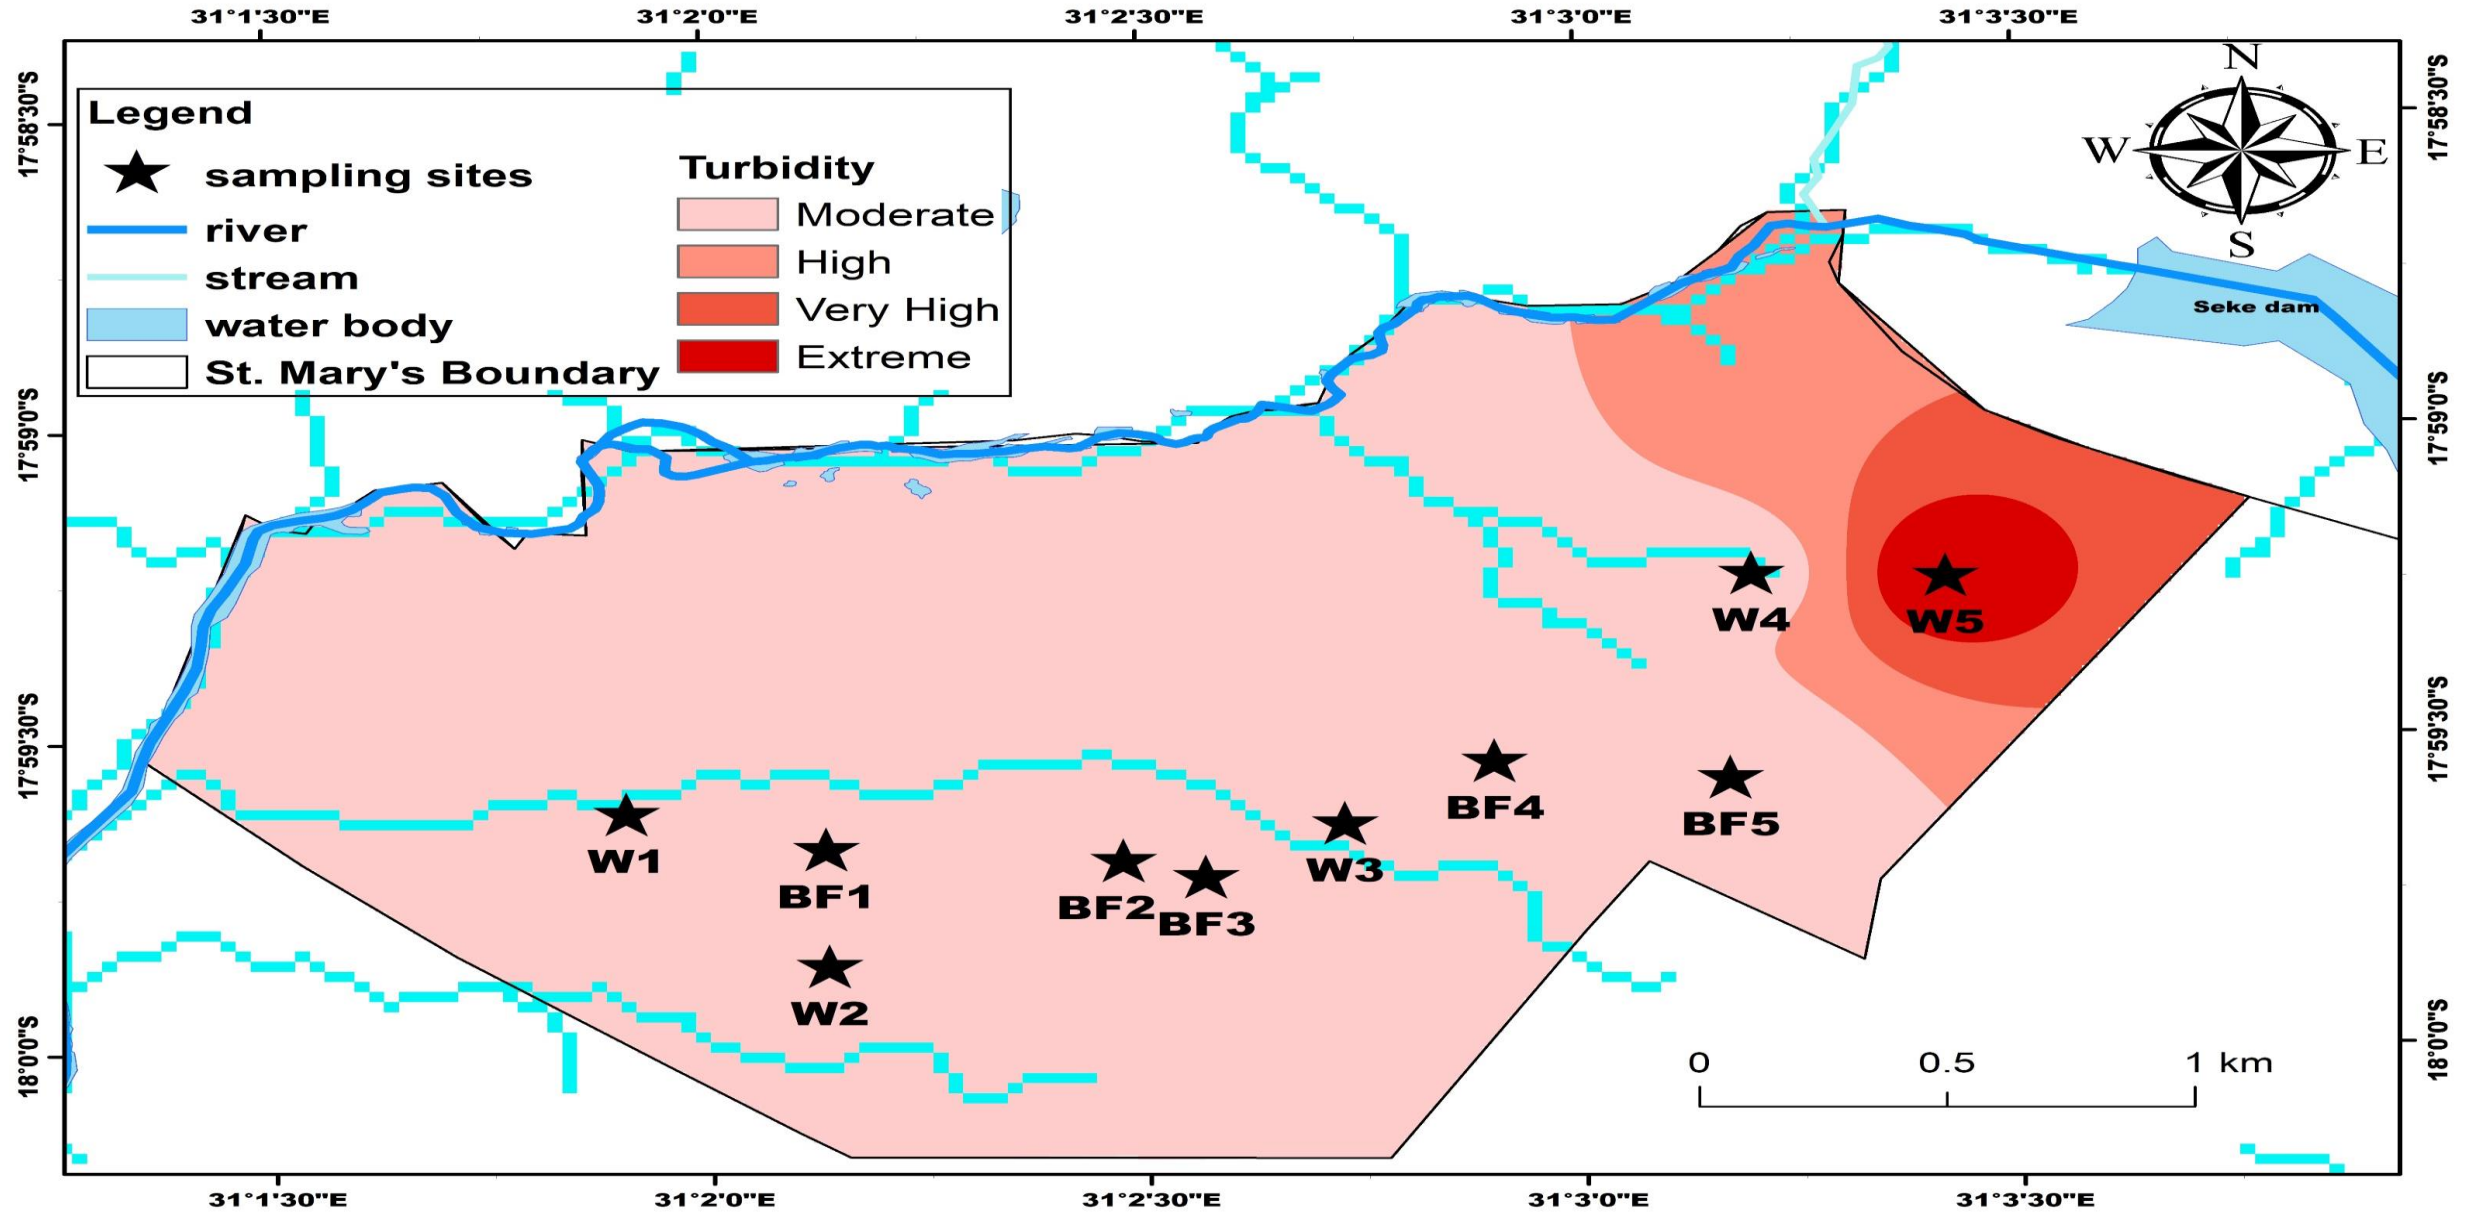 31°1'30"E 31°2'0"E 31°2'30"E 31°3'0"E 31°3'30"E
N
W E
S
17°58'30"S 17°58'30"S
Legend
sampling sites
river
stream
water body
St. Mary's Boundary
Turbidity
Moderate
High
Very High
Extreme
Seke dam
17°59'0"S 17°59'0"S
W4 W5
17°59'30"S 17°59'30"S
BF4
BF5
W1
W3
BF1
BF2
BF3
W2
18°0'0"S 18°0'0"S
0 0.5 1 km
31°1'30"E 31°2'0"E 31°2'30"E 31°3'0"E 31°3'30"E